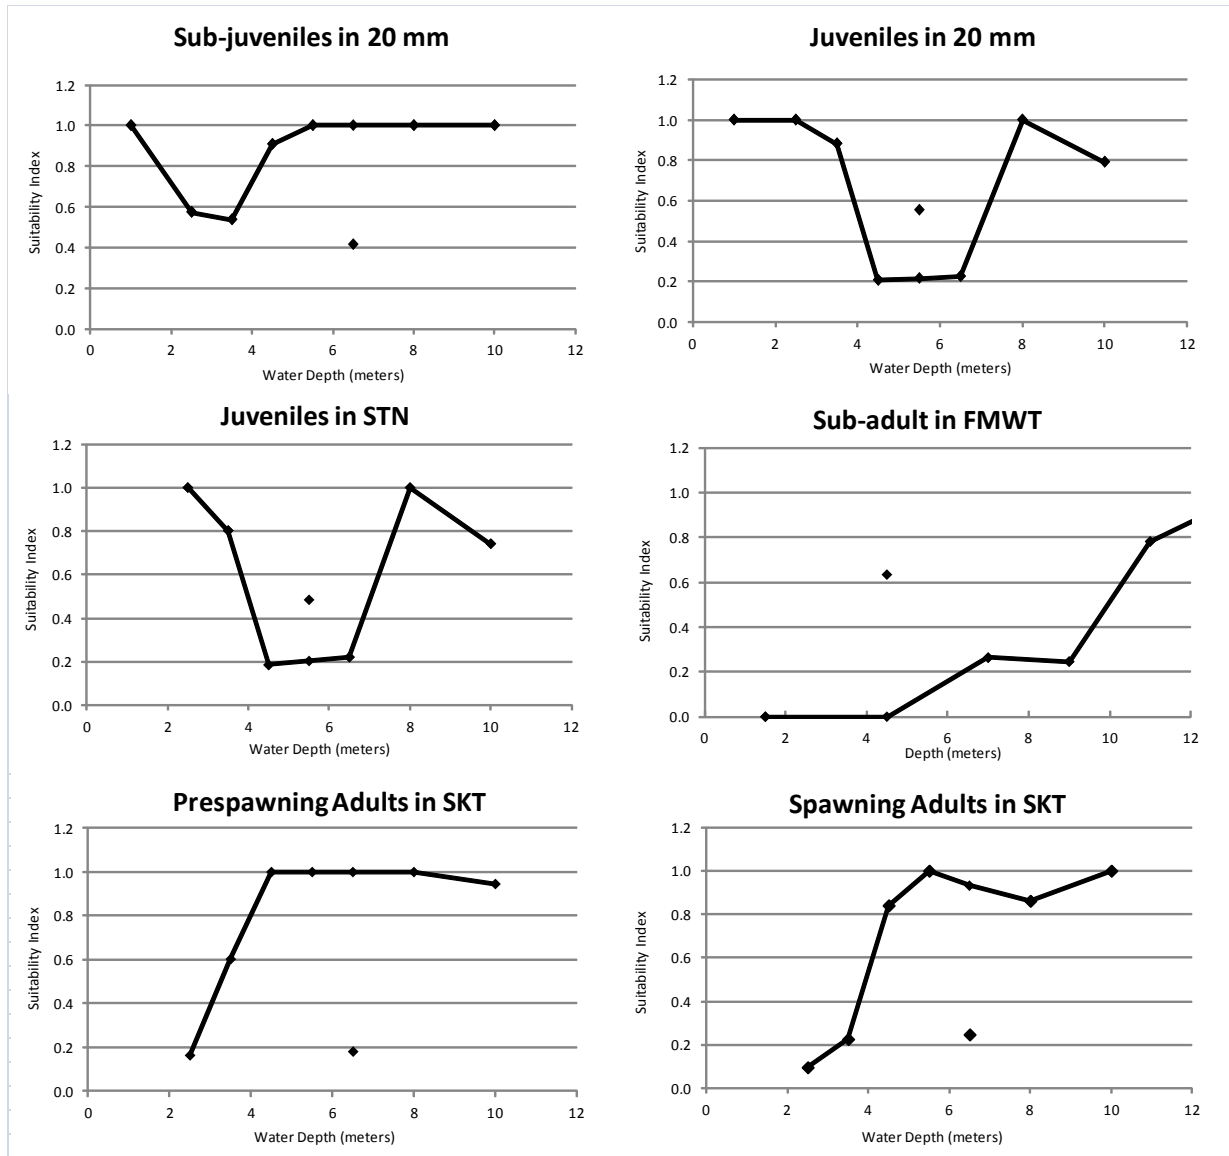 Sub-juveniles in 20 mm
Suitability Index
1.2
1.0
0.8
0.6
0.4
0.2
0.0
0 2 4 6 8 10 12
Water Depth (meters)
Juveniles in 20 mm
Suitability Index
1.2
1.0
0.8
0.6
0.4
0.2
0.0
0 2 4 6 8 10 12
Water Depth (meters)
Juveniles in STN
Suitability Index
1.2
1.0
0.8
0.6
0.4
0.2
0.0
0 2 4 6 8 10 12
Water Depth (meters)
Sub-adult in FMWT
Suitability Index
1.2
1.0
0.8
0.6
0.4
0.2
0.0
0 2 4 6 8 10 12
Depth (meters)
Prespawning Adults in SKT
Suitability Index
1.2
1.0
0.8
0.6
0.4
0.2
0.0
0 2 4 6 8 10 12
Water Depth (meters)
Spawning Adults in SKT
Suitability Index
1.2
1.0
0.8
0.6
0.4
0.2
0.0
0 2 4 6 8 10 12
Water Depth (meters)